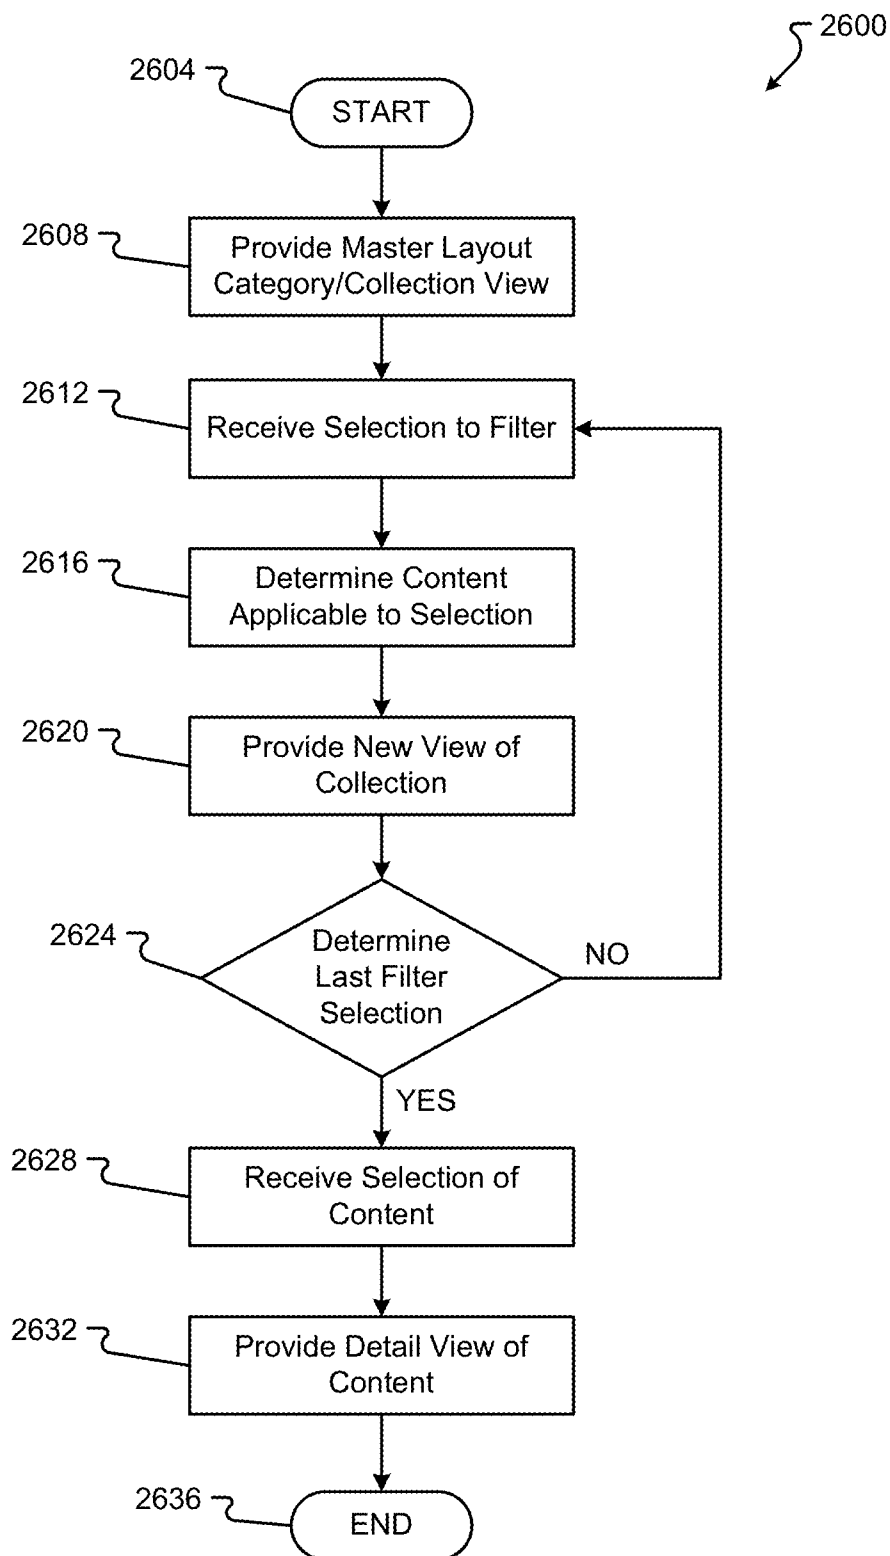 2600
2604
START
2608
Provide Master Layout
Category/Collection View
2612
Receive Selection to Filter
2616
Determine Content
Applicable to Selection
2620
Provide New View of
Collection
2624
Determine
Last Filter
Selection
NO
YES
2628
Receive Selection of
Content
2632
Provide Detail View of
Content
2636
END